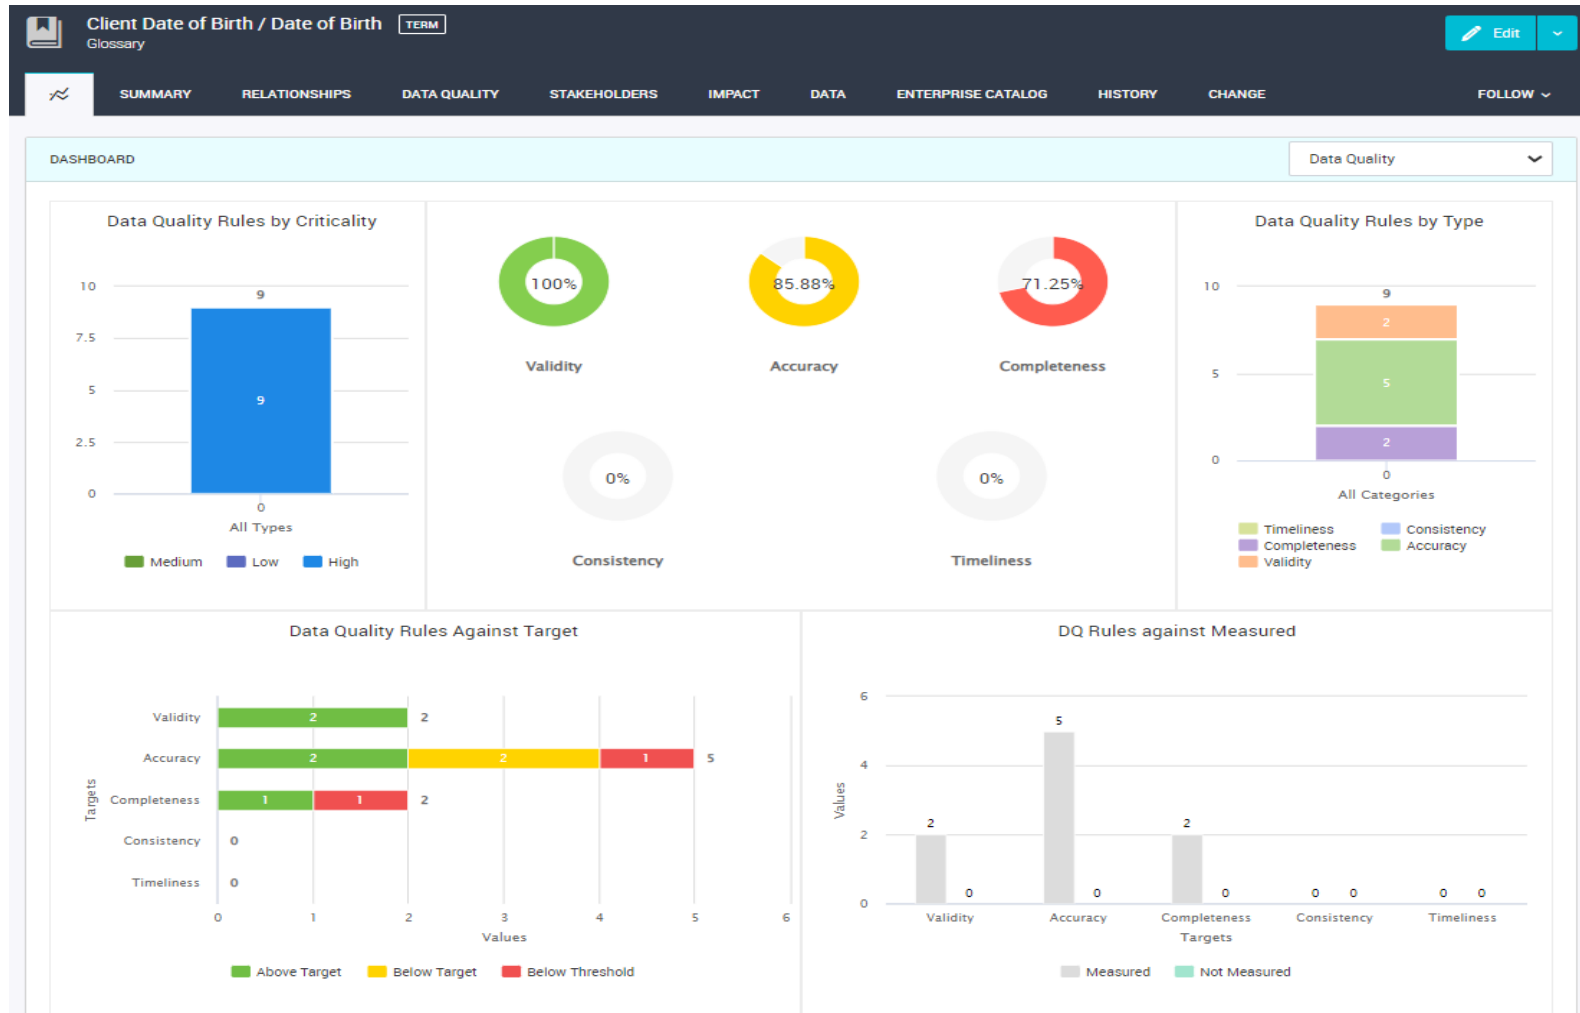 Client Date of Birth / Date of Birth TERM
Glossary
Edit
SUMMARY RELATIONSHIPS DATA QUALITY STAKEHOLDERS IMPACT DATA ENTERPRISE CATALOG HISTORY CHANGE FOLLOW
DASHBOARD
Data Quality
Data Quality Rules by Criticality
10
7.5
5
2.5
0
9
9
0
All Types
Medium Low High
100% 85.88% 71.25%
Validity Accuracy Completeness
0% 0%
Consistency Timeliness
Data Quality Rules by Type
10
5
0
9
2
5
2
0
All Categories
Timeliness Consistency
Completeness Accuracy
Validity
Data Quality Rules Against Target
Targets
Validity 2 2
Accuracy 2 2 1 5
Completeness 1 1 2
Consistency 0
Timeliness 0
0 1 2 3 4 5 6
Values
Above Target Below Target Below Threshold
DQ Rules against Measured
Values
6
4
2
0
2 0 5 0 2 0 0 0 0 0
Validity Accuracy Completeness Consistency Timeliness
Targets
Measured Not Measured